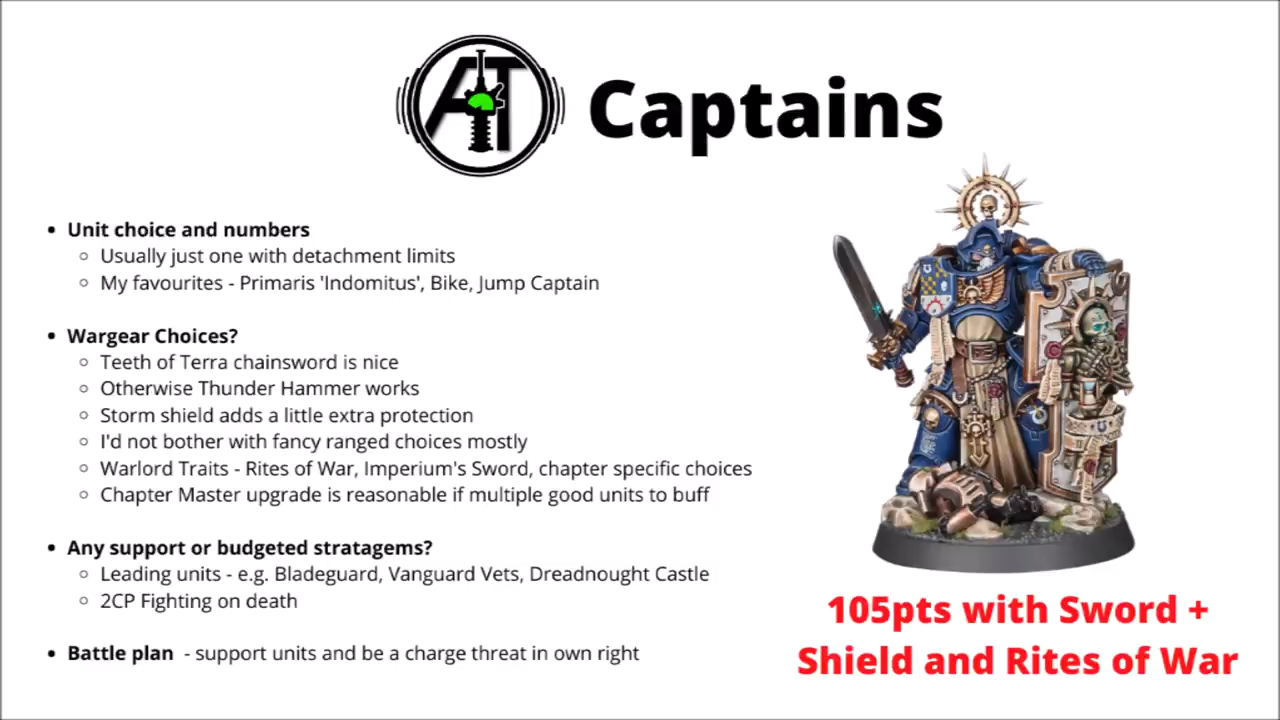 AT
Captains
• Unit choice and numbers
○ Usually just one with detachment limits
○ My favourites - Primaris 'Indomitus', Bike, Jump Captain
• Wargear Choices?
○ Teeth of Terra chainsword is nice
○ Otherwise Thunder Hammer works
○ Storm shield adds a little extra protection
○ I'd not bother with fancy ranged choices mostly
○ Warlord Traits - Rites of War, Imperium's Sword, chapter specific choices
○ Chapter Master upgrade is reasonable if multiple good units to buff
• Any support or budgeted stratagems?
○ Leading units - e.g. Bladeguard, Vanguard Vets, Dreadnought Castle
○ 2CP Fighting on death
• Battle plan - support units and be a charge threat in own right
105pts with Sword +
Shield and Rites of War